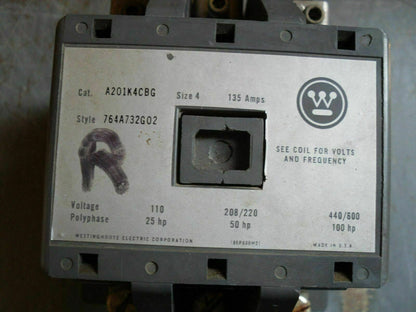 Cat. A201K4CBG Size 4 135 Amps
Style 764A732G02
W
SEE COIL FOR VOLTS
AND FREQUENCY
R
Voltage 110 208/220 440/600
Polyphase 25 hp 50 hp 100 hp
WESTINGHOUSE ELECTRIC CORPORATION MADE IN U.S.A.